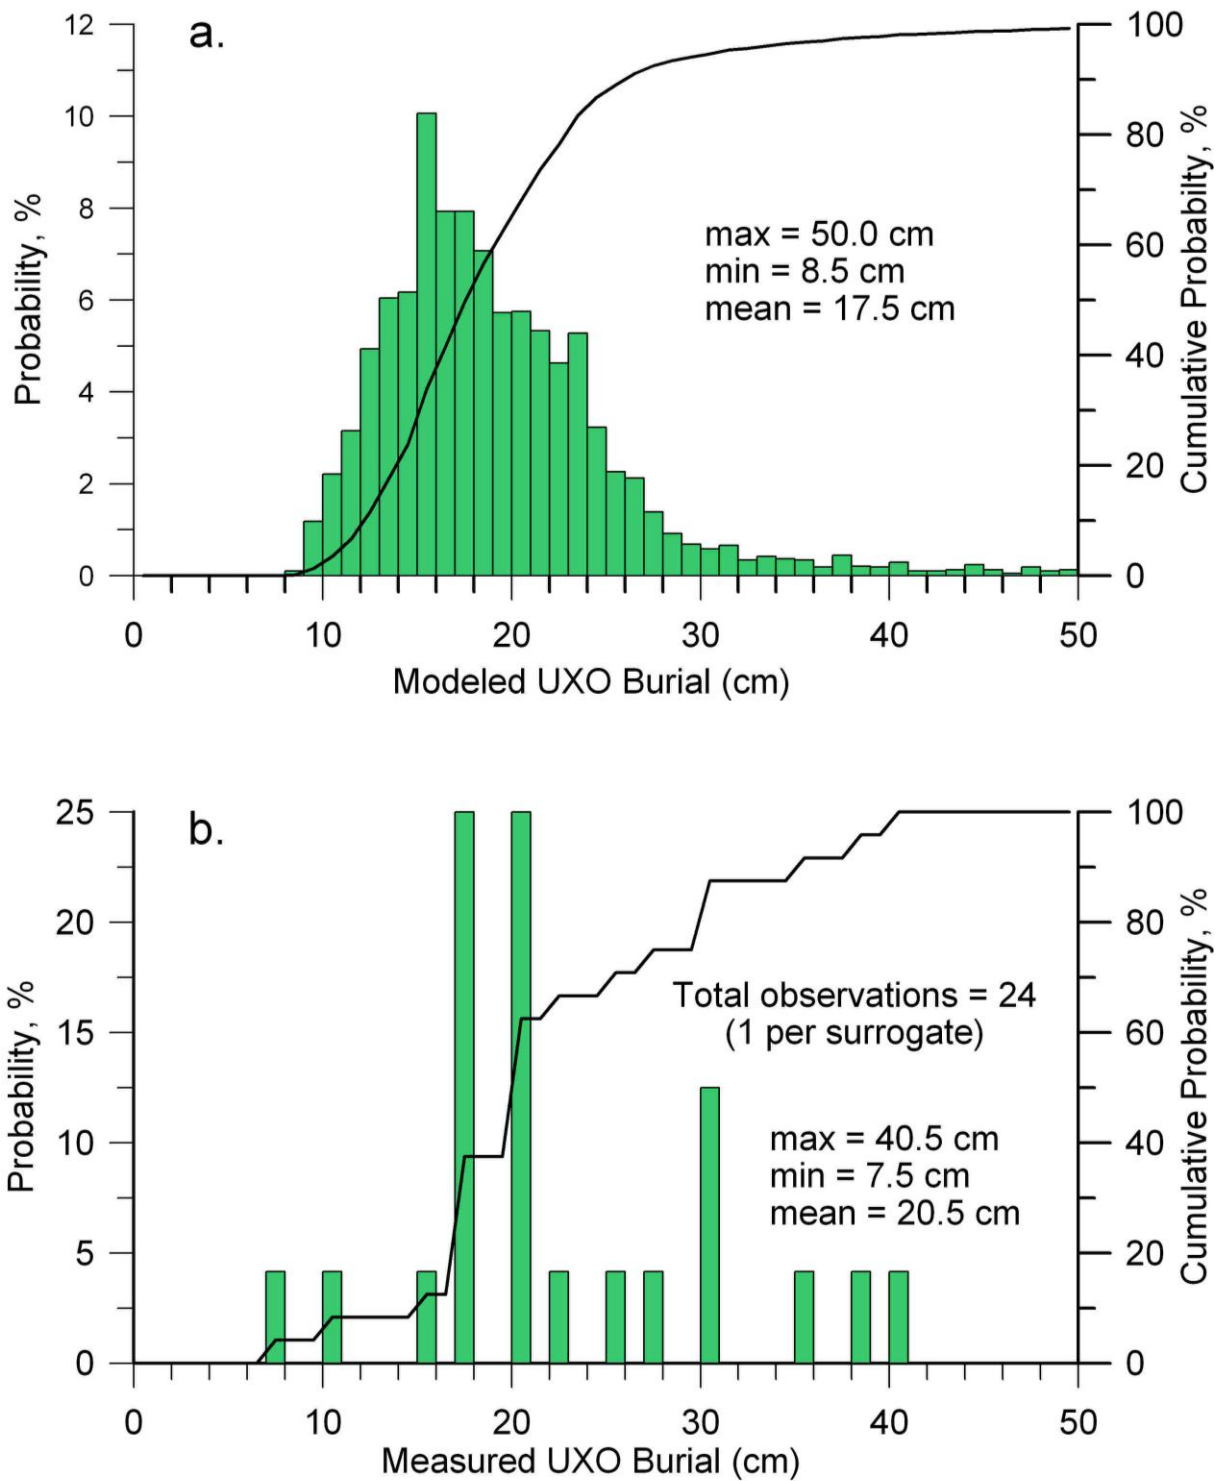 a.
12
10
8
6
4
2
0
Probability, %
100
80
60
40
20
0
Cumulative Probabilty, %
max = 50.0 cm
min = 8.5 cm
mean = 17.5 cm
0 10 20 30 40 50
Modeled UXO Burial (cm)
b.
25
20
15
10
5
0
Probability, %
100
80
60
40
20
0
Cumulative Probability, %
Total observations = 24
(1 per surrogate)
max = 40.5 cm
min = 7.5 cm
mean = 20.5 cm
0 10 20 30 40 50
Measured UXO Burial (cm)